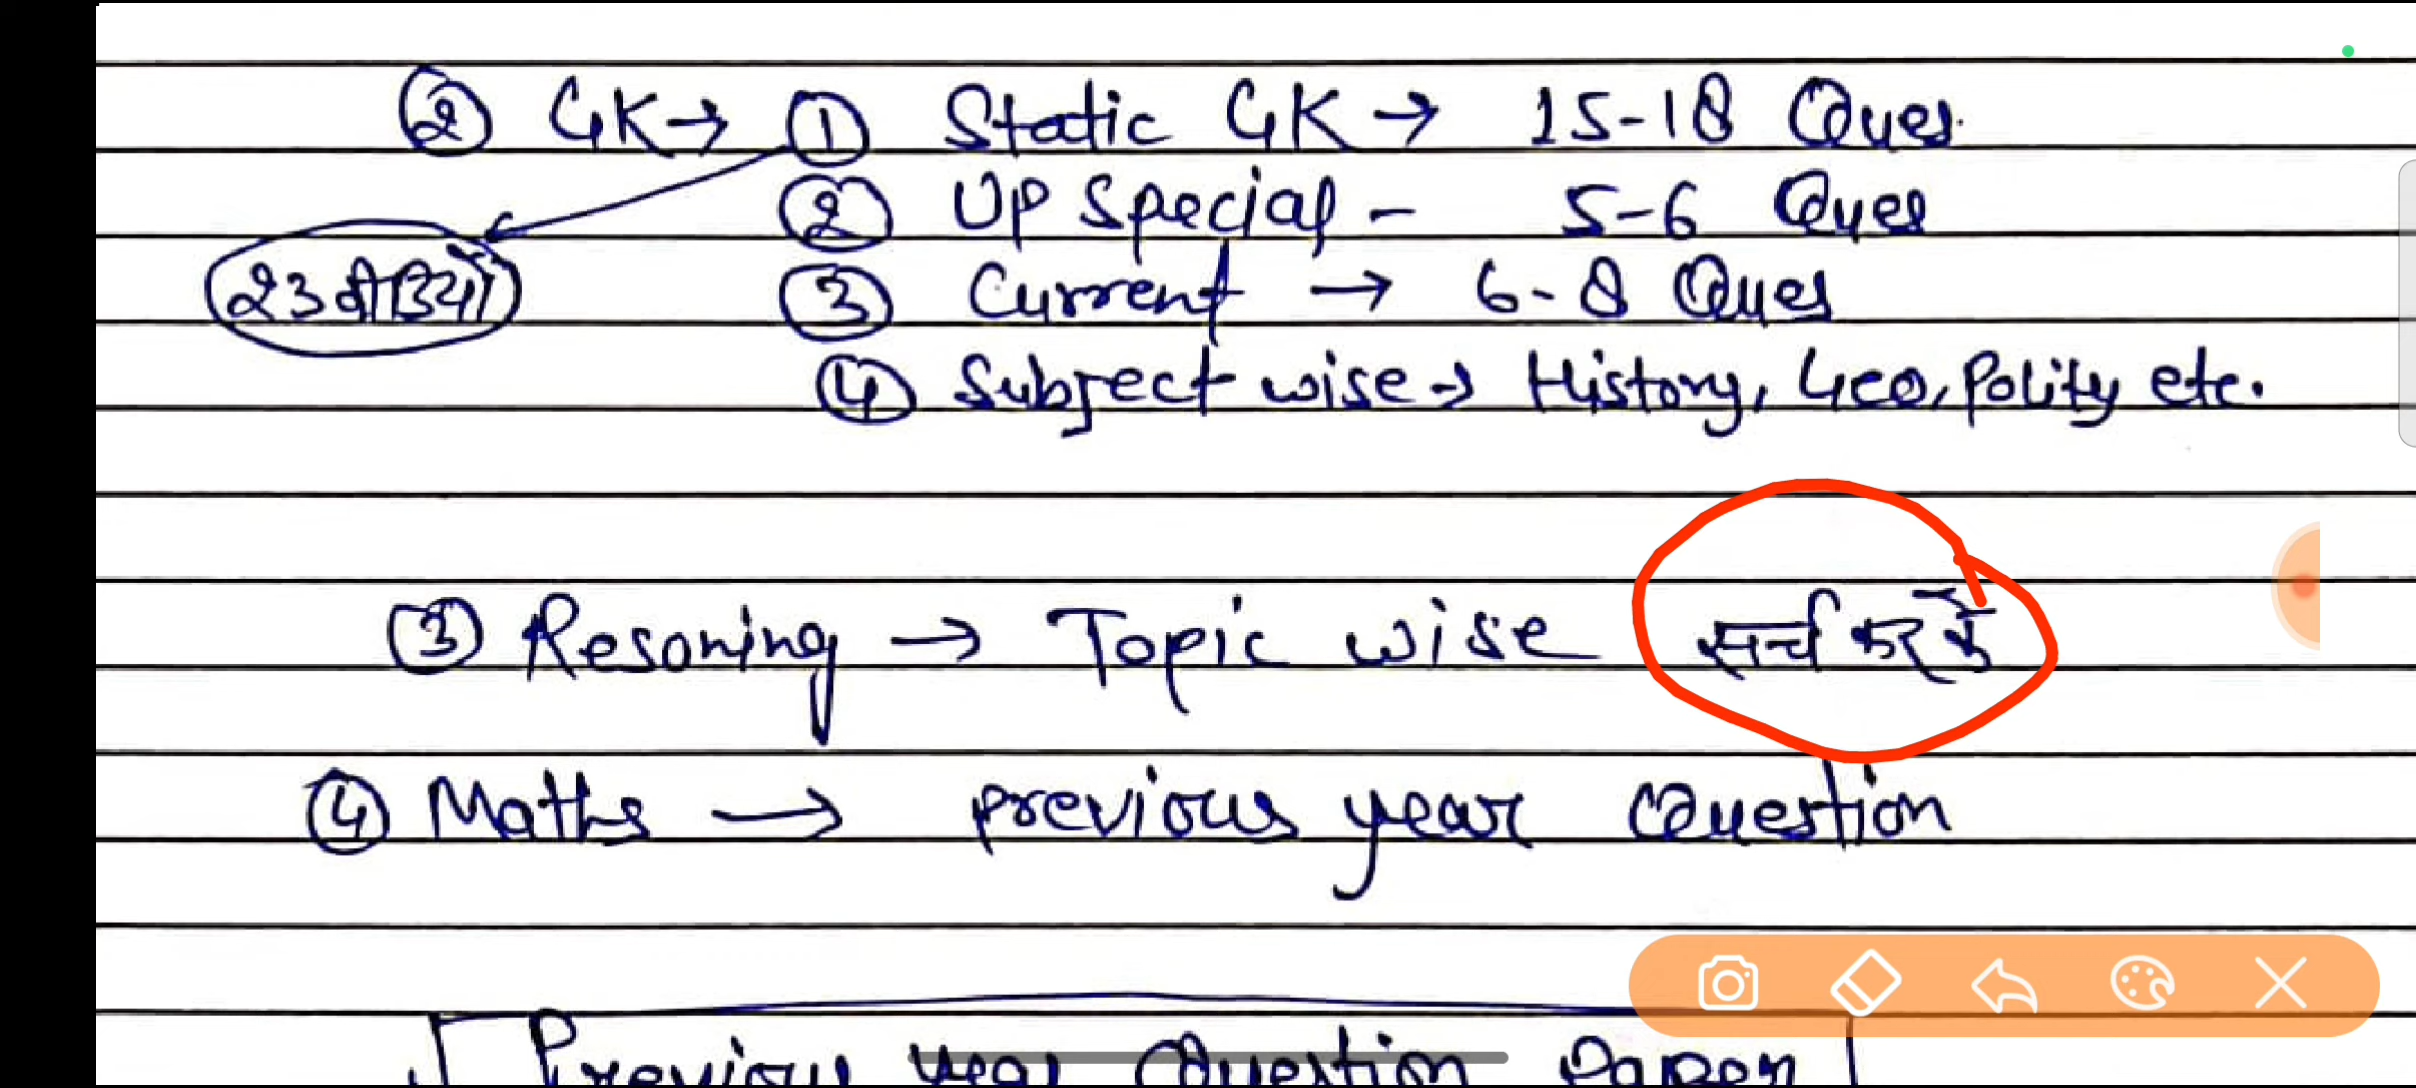 ② GK → ① Static GK → 15-18 Ques.
② UP Special - 5-6 Ques
23 वीडियो ③ Current → 6-8 Ques
④ Subject wise → History, Geo, Polity etc.
③ Resoning → Topic wise सर्च करके
④ Maths → previous year Question
Previous year Question Paper